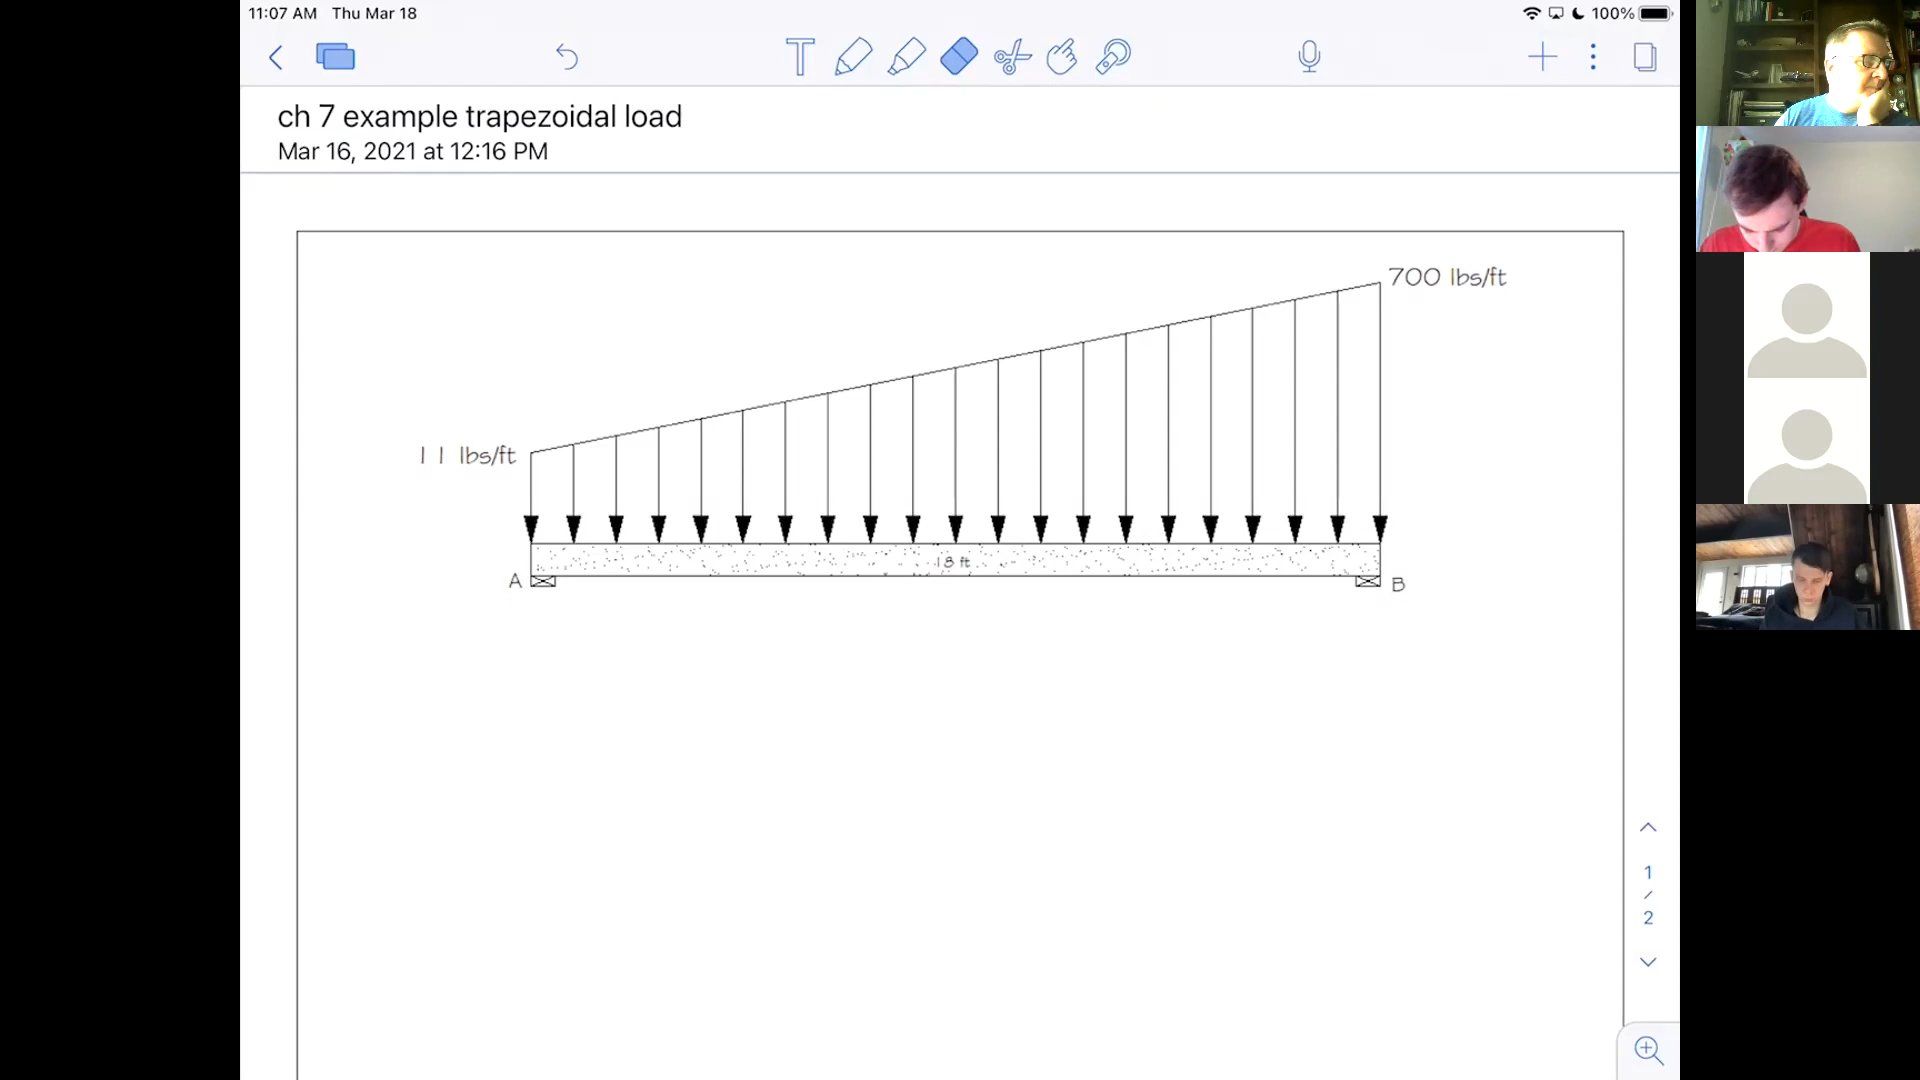 11:07 AM Thu Mar 18
100%
ch 7 example trapezoidal load
Mar 16, 2021 at 12:16 PM
700 lbs/ft
11 lbs/ft
18 ft
A
B
1
/
2